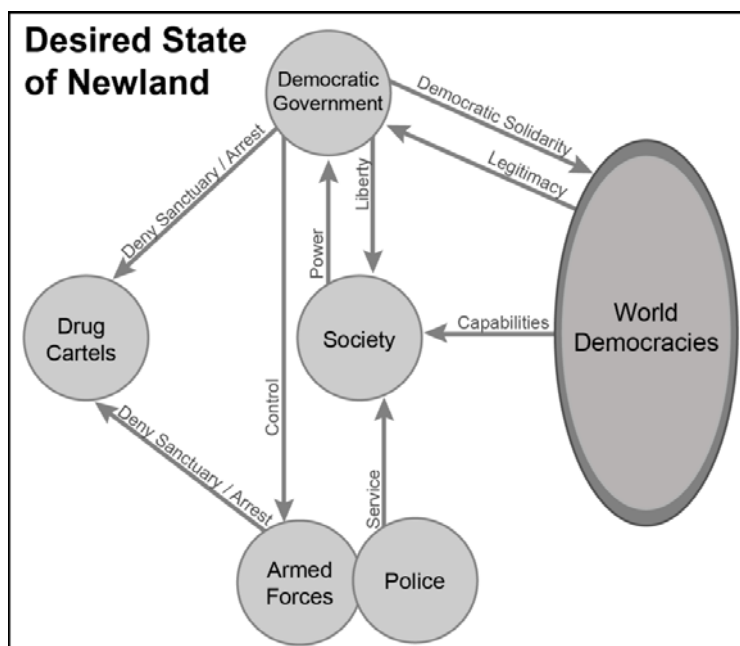 Desired State
of Newland
Democratic
Government
Democratic Solidarity
Legitimacy
Deny Sanctuary / Arrest
Liberty
Power
Drug
Cartels
Society
Capabilities
World
Democracies
Control
Deny Sanctuary / Arrest
Service
Armed
Forces
Police